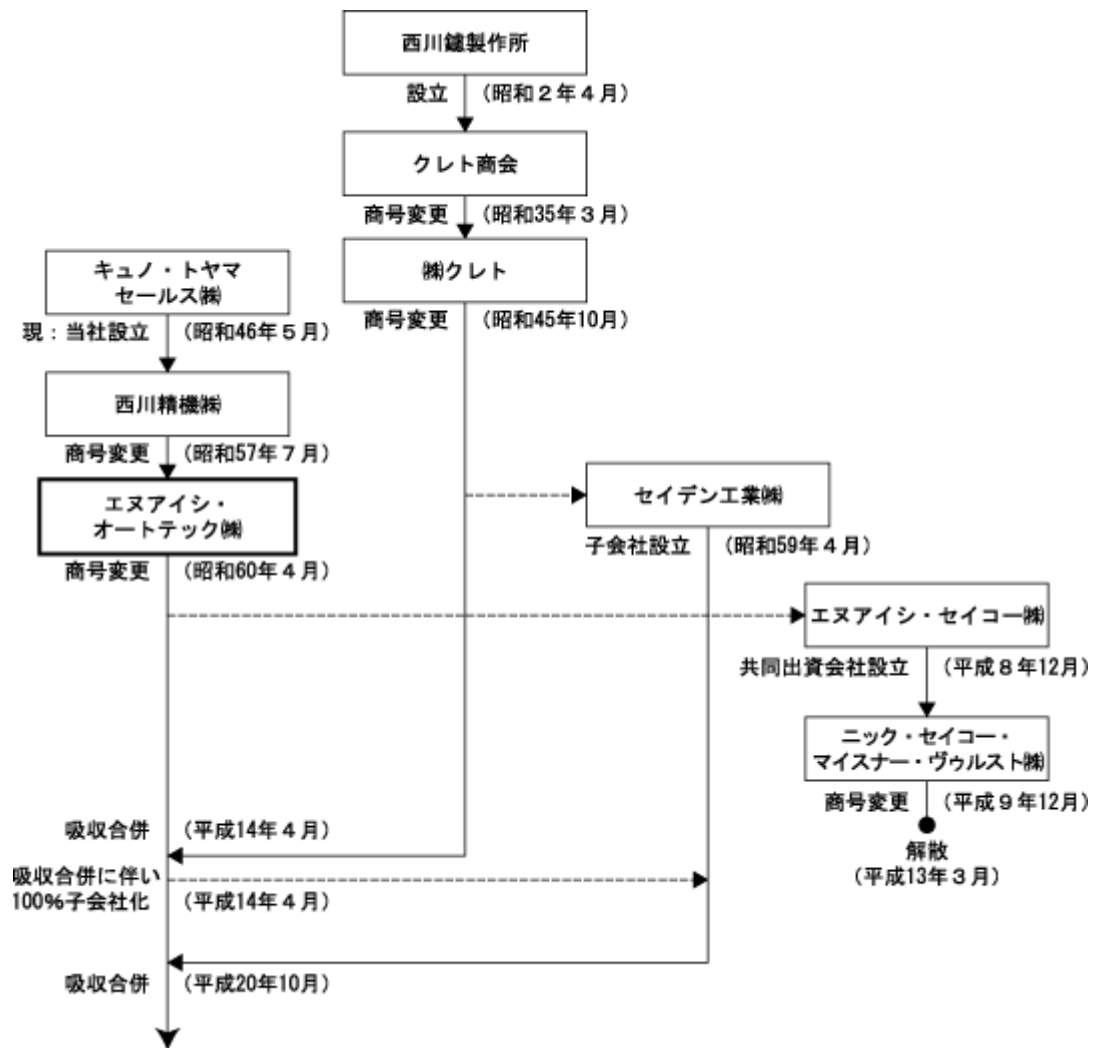 西川鑢製作所
設立 (昭和2年4月)
クレト商会
商号変更 (昭和35年3月)
㈱クレト
商号変更 (昭和45年10月)
キュノ・トヤマ
セールス㈱
現:当社設立 (昭和46年5月)
西川精機㈱
商号変更 (昭和57年7月)
エヌアイシ・
オートテック㈱
商号変更 (昭和60年4月)
セイデン工業㈱
子会社設立 (昭和59年4月)
エヌアイシ・セイコー㈱
共同出資会社設立 (平成8年12月)
ニック・セイコー・
マイスナー・ヴゥルスト㈱
商号変更 (平成9年12月)
解散
(平成13年3月)
吸収合併 (平成14年4月)
吸収合併に伴い
100%子会社化 (平成14年4月)
吸収合併 (平成20年10月)